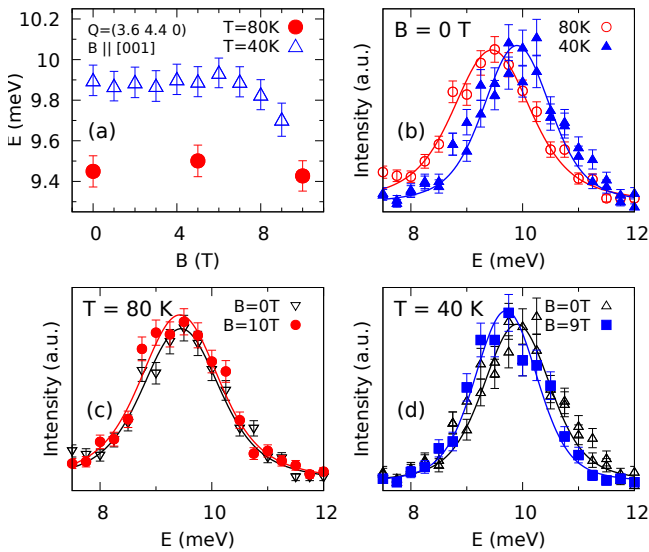 Q=(3.6 4.4 0)
B || [001]
T=80K
T=40K
10.2
10
9.8
9.6
9.4
E (meV)
(a)
0
4
8
B (T)
B = 0 T
80K
40K
Intensity (a.u.)
(b)
8
10
12
E (meV)
T = 80 K
B=0T
B=10T
Intensity (a.u.)
(c)
8
10
12
E (meV)
T = 40 K
B=0T
B=9T
Intensity (a.u.)
(d)
8
10
12
E (meV)